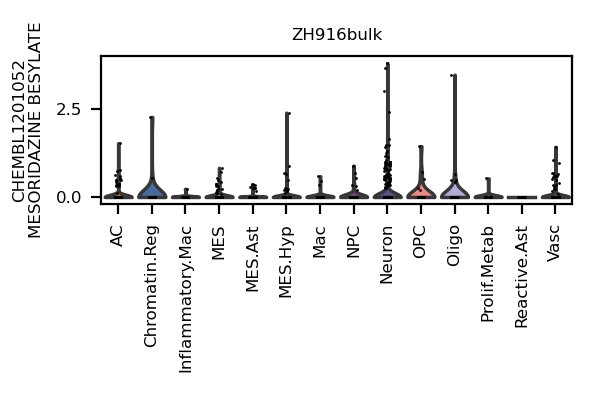 ZH916bulk
CHEMBL1201052
MESORIDAZINE BESYLATE
2.5
0.0
AC
Chromatin.Reg
Inflammatory.Mac
MES
MES.Ast
MES.Hyp
Mac
NPC
Neuron
OPC
Oligo
Prolif.Metab
Reactive.Ast
Vasc